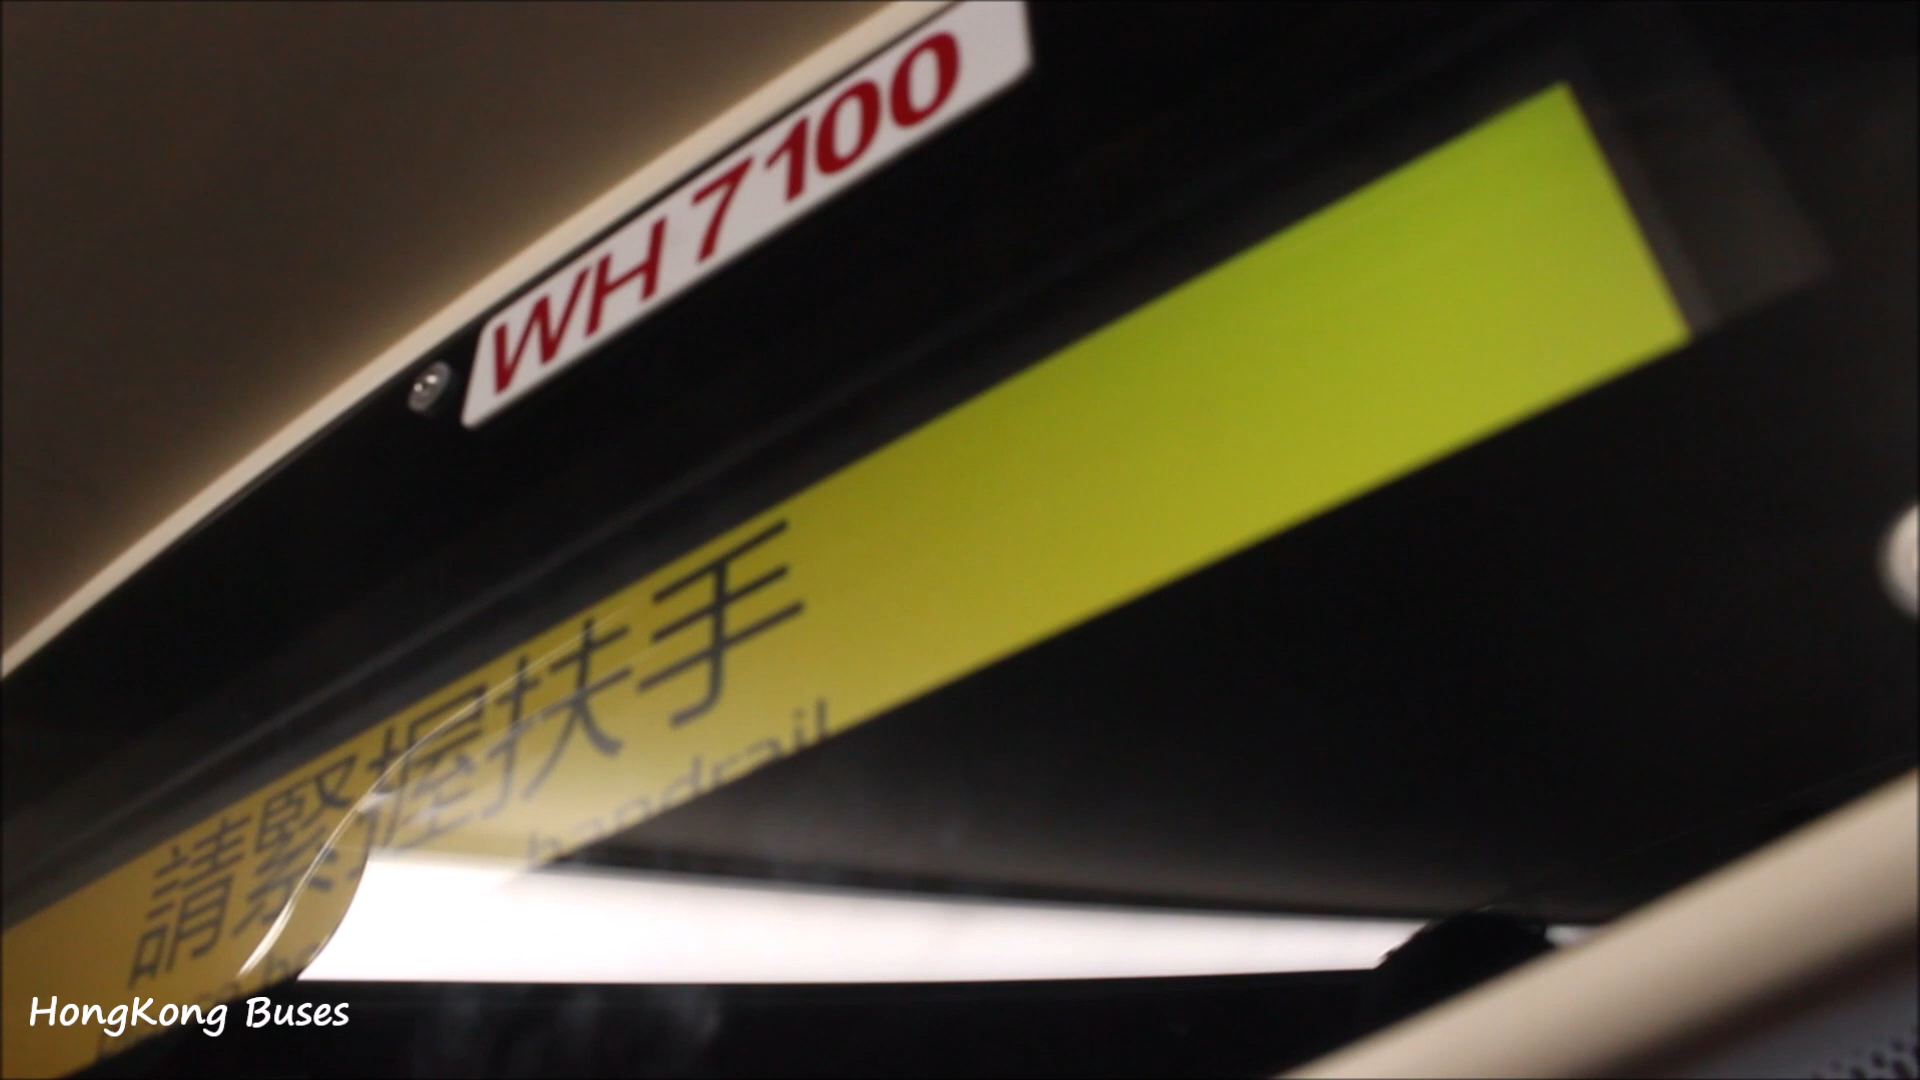 WH 7100
請緊握扶手
handrail
HongKong Buses